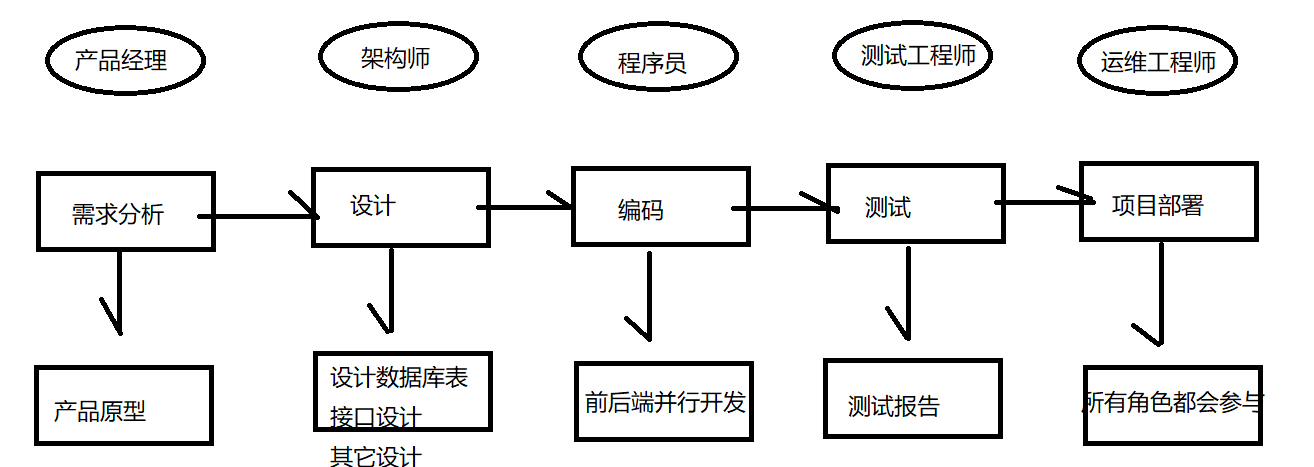 产品经理
架构师
程序员
测试工程师
运维工程师
需求分析
设计
编码
测试
项目部署
产品原型
设计数据库表
接口设计
其它设计
前后端并行开发
测试报告
所有角色都会参与